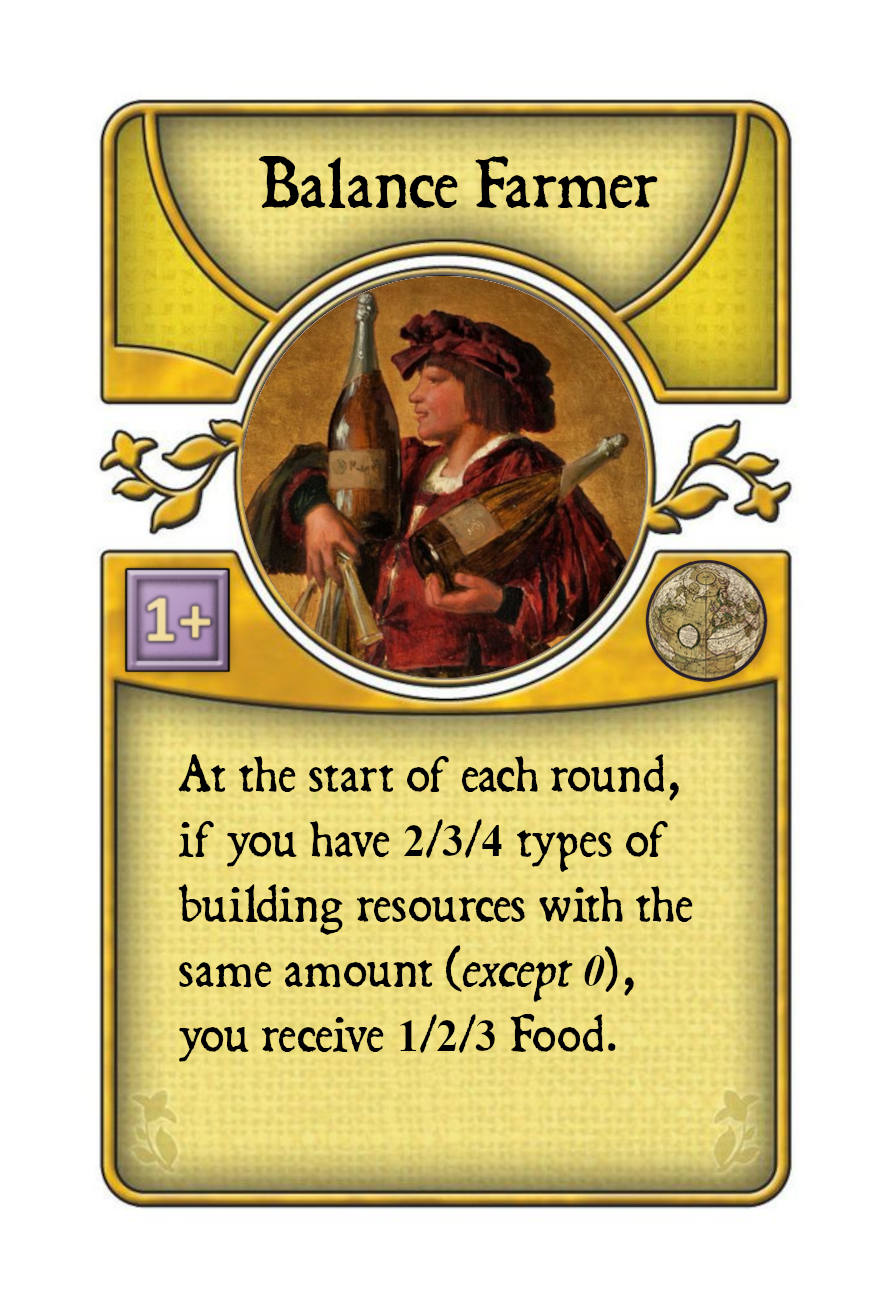 Balance Farmer
1+
At the start of each round,
if you have 2/3/4 types of
building resources with the
same amount (except 0),
you receive 1/2/3 Food.